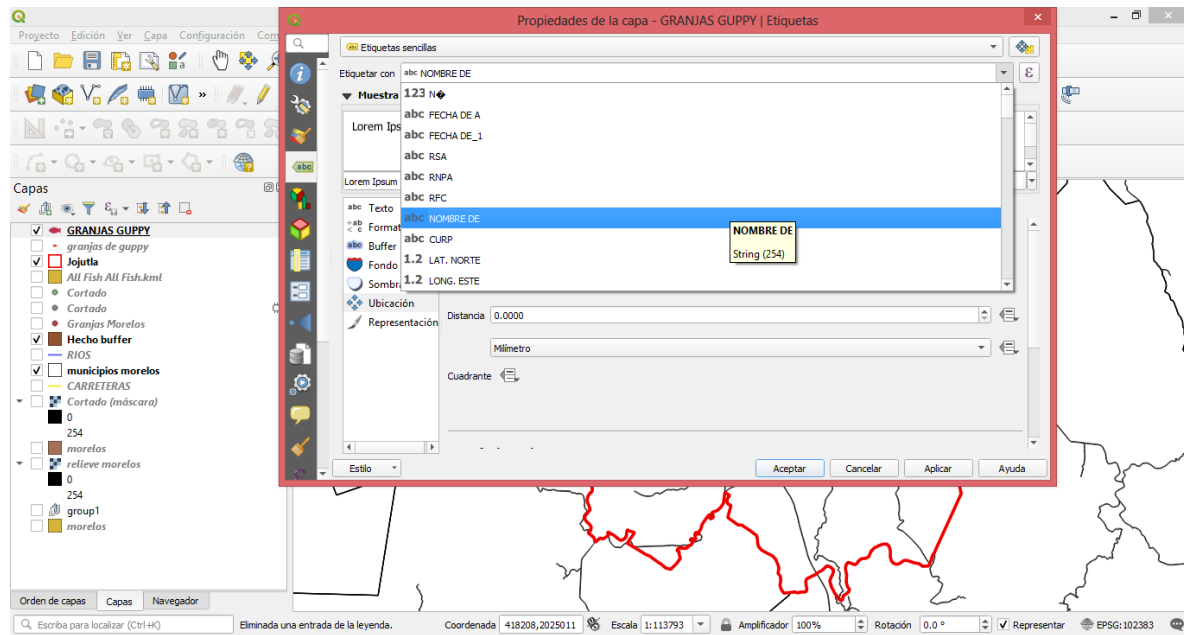 Propiedades de la capa - GRANJAS GUPPY | Etiquetas
Proyecto Edición Ver Capa Configuración
Etiquetas sencillas
Etiquetar con abc NOMBRE DE
Muestra
Lorem Ips
Lorem Ipsum
123 N�
abc FECHA DE A
abc FECHA DE_1
abc RSA
abc RNPA
abc RFC
abc NOMBRE DE
abc CURP
1.2 LAT. NORTE
1.2 LONG. ESTE
NOMBRE DE
String (254)
abc Texto
Format
abc Buffer
Fondo
Sombr
Ubicación
Representación
Distancia 0.0000
Milímetro
Cuadrante
Estilo
Aceptar Cancelar Aplicar Ayuda
Capas
GRANJAS GUPPY
granjas de guppy
Jojutla
All Fish All Fish.kml
Cortado
Cortado
Granjas Morelos
Hecho buffer
RIOS
municipios morelos
CARRETERAS
Cortado (máscara)
0
254
morelos
relieve morelos
0
254
group1
morelos
Orden de capas Capas Navegador
Escriba para localizar (Ctrl+K) Eliminada una entrada de la leyenda. Coordenada 418208,2025011 Escala 1:113793 Amplificador 100% Rotación 0.0 ° Representar EPSG:102383